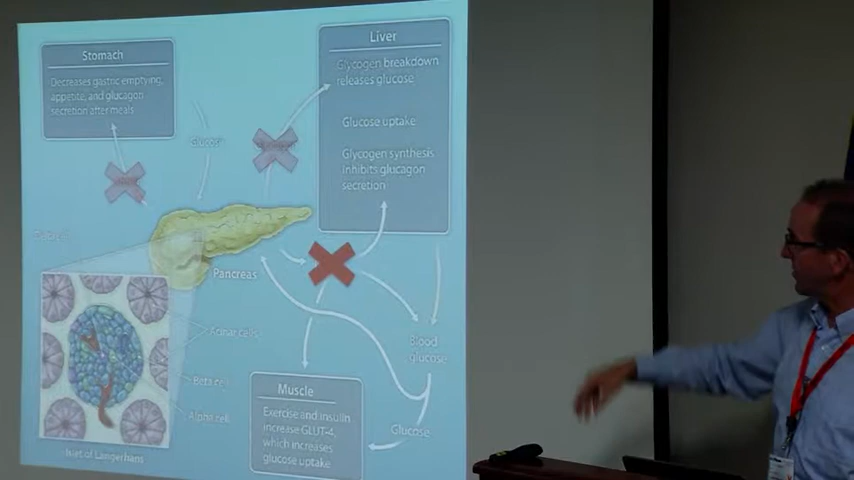 Stomach
Decreases gastric emptying,
appetite, and glucagon
secretion after meals
Liver
Glycogen breakdown
releases glucose
Glucose uptake
Glycogen synthesis
inhibits glucagon
secretion
Glucose
Pancreas
Acinar cells
Beta cell
Alpha cell
Islet of Langerhans
Blood
glucose
Glucose
Muscle
Exercise and insulin
increase GLUT-4,
which increases
glucose uptake